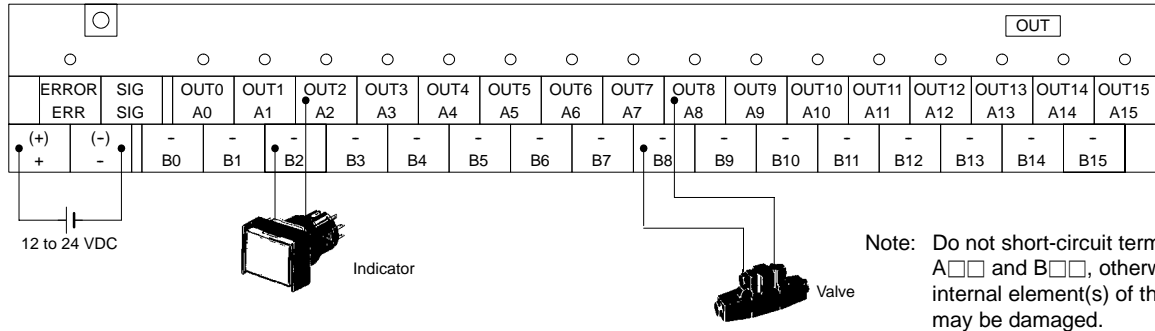 OUT
ERROR SIG OUT0 OUT1 OUT2 OUT3 OUT4 OUT5 OUT6 OUT7 OUT8 OUT9 OUT10 OUT11 OUT12 OUT13 OUT14 OUT15
ERR SIG A0 A1 A2 A3 A4 A5 A6 A7 A8 A9 A10 A11 A12 A13 A14 A15
(+) (-) - - - - - - - - - - - - - - - -
+ - B0 B1 B2 B3 B4 B5 B6 B7 B8 B9 B10 B11 B12 B13 B14 B15
12 to 24 VDC
Indicator
Valve
Note: Do not short-circuit
A□□ and B□□,
internal element(s) of
may be damaged.